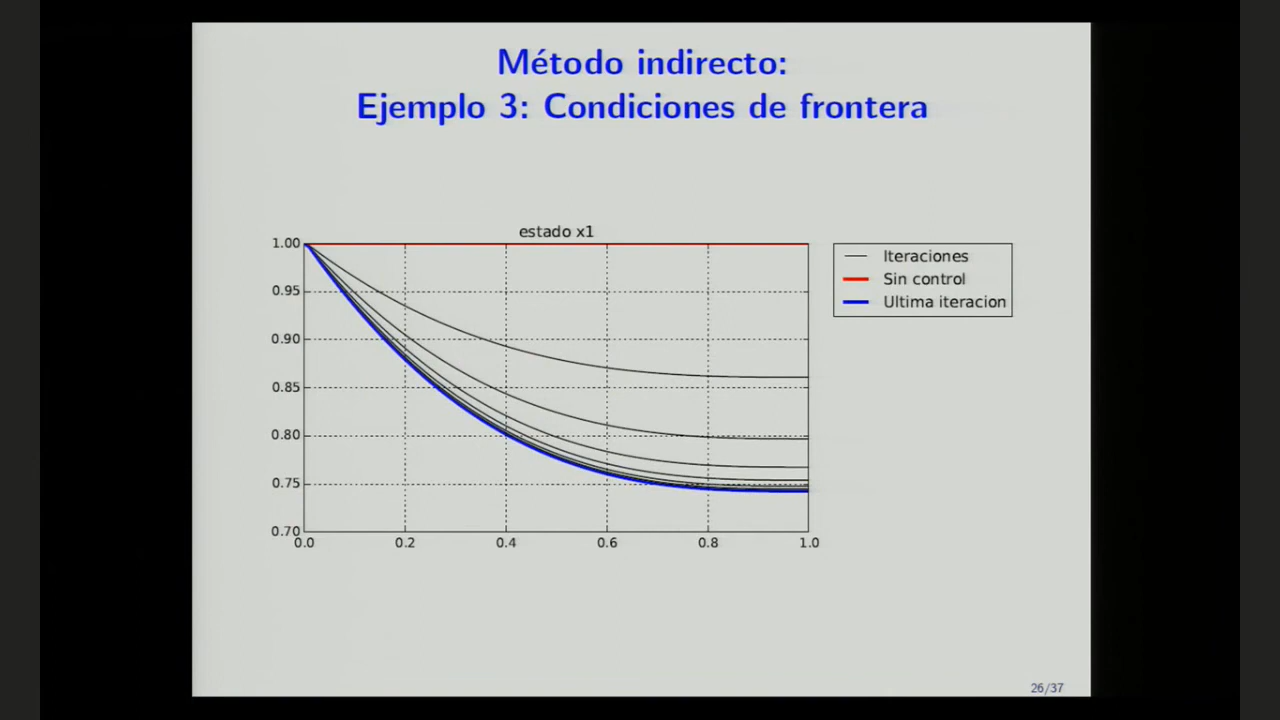 Método indirecto:
Ejemplo 3: Condiciones de frontera
estado x1
1.00
0.95
0.90
0.85
0.80
0.75
0.70
0.0 0.2 0.4 0.6 0.8 1.0
Iteraciones
Sin control
Ultima iteracion
26/37